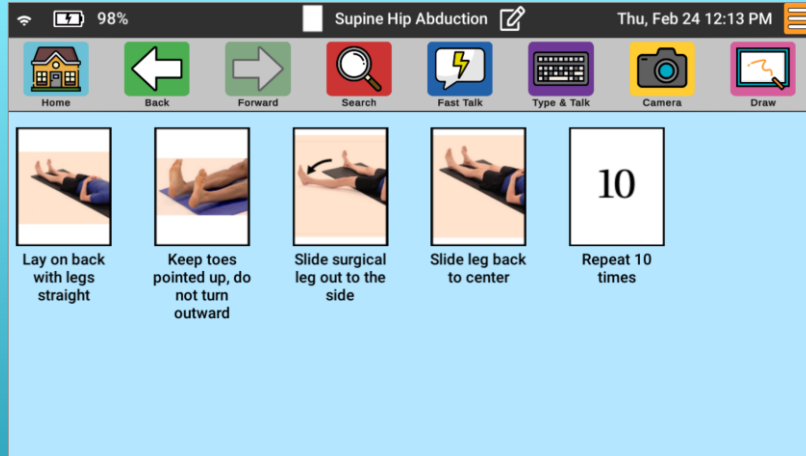 98%
Supine Hip Abduction
Thu, Feb 24 12:13 PM
Home
Back
Forward
Search
Fast Talk
Type & Talk
Camera
Draw
10
Lay on back
with legs
straight
Keep toes
pointed up, do
not turn
outward
Slide surgical
leg out to the
side
Slide leg back
to center
Repeat 10
times